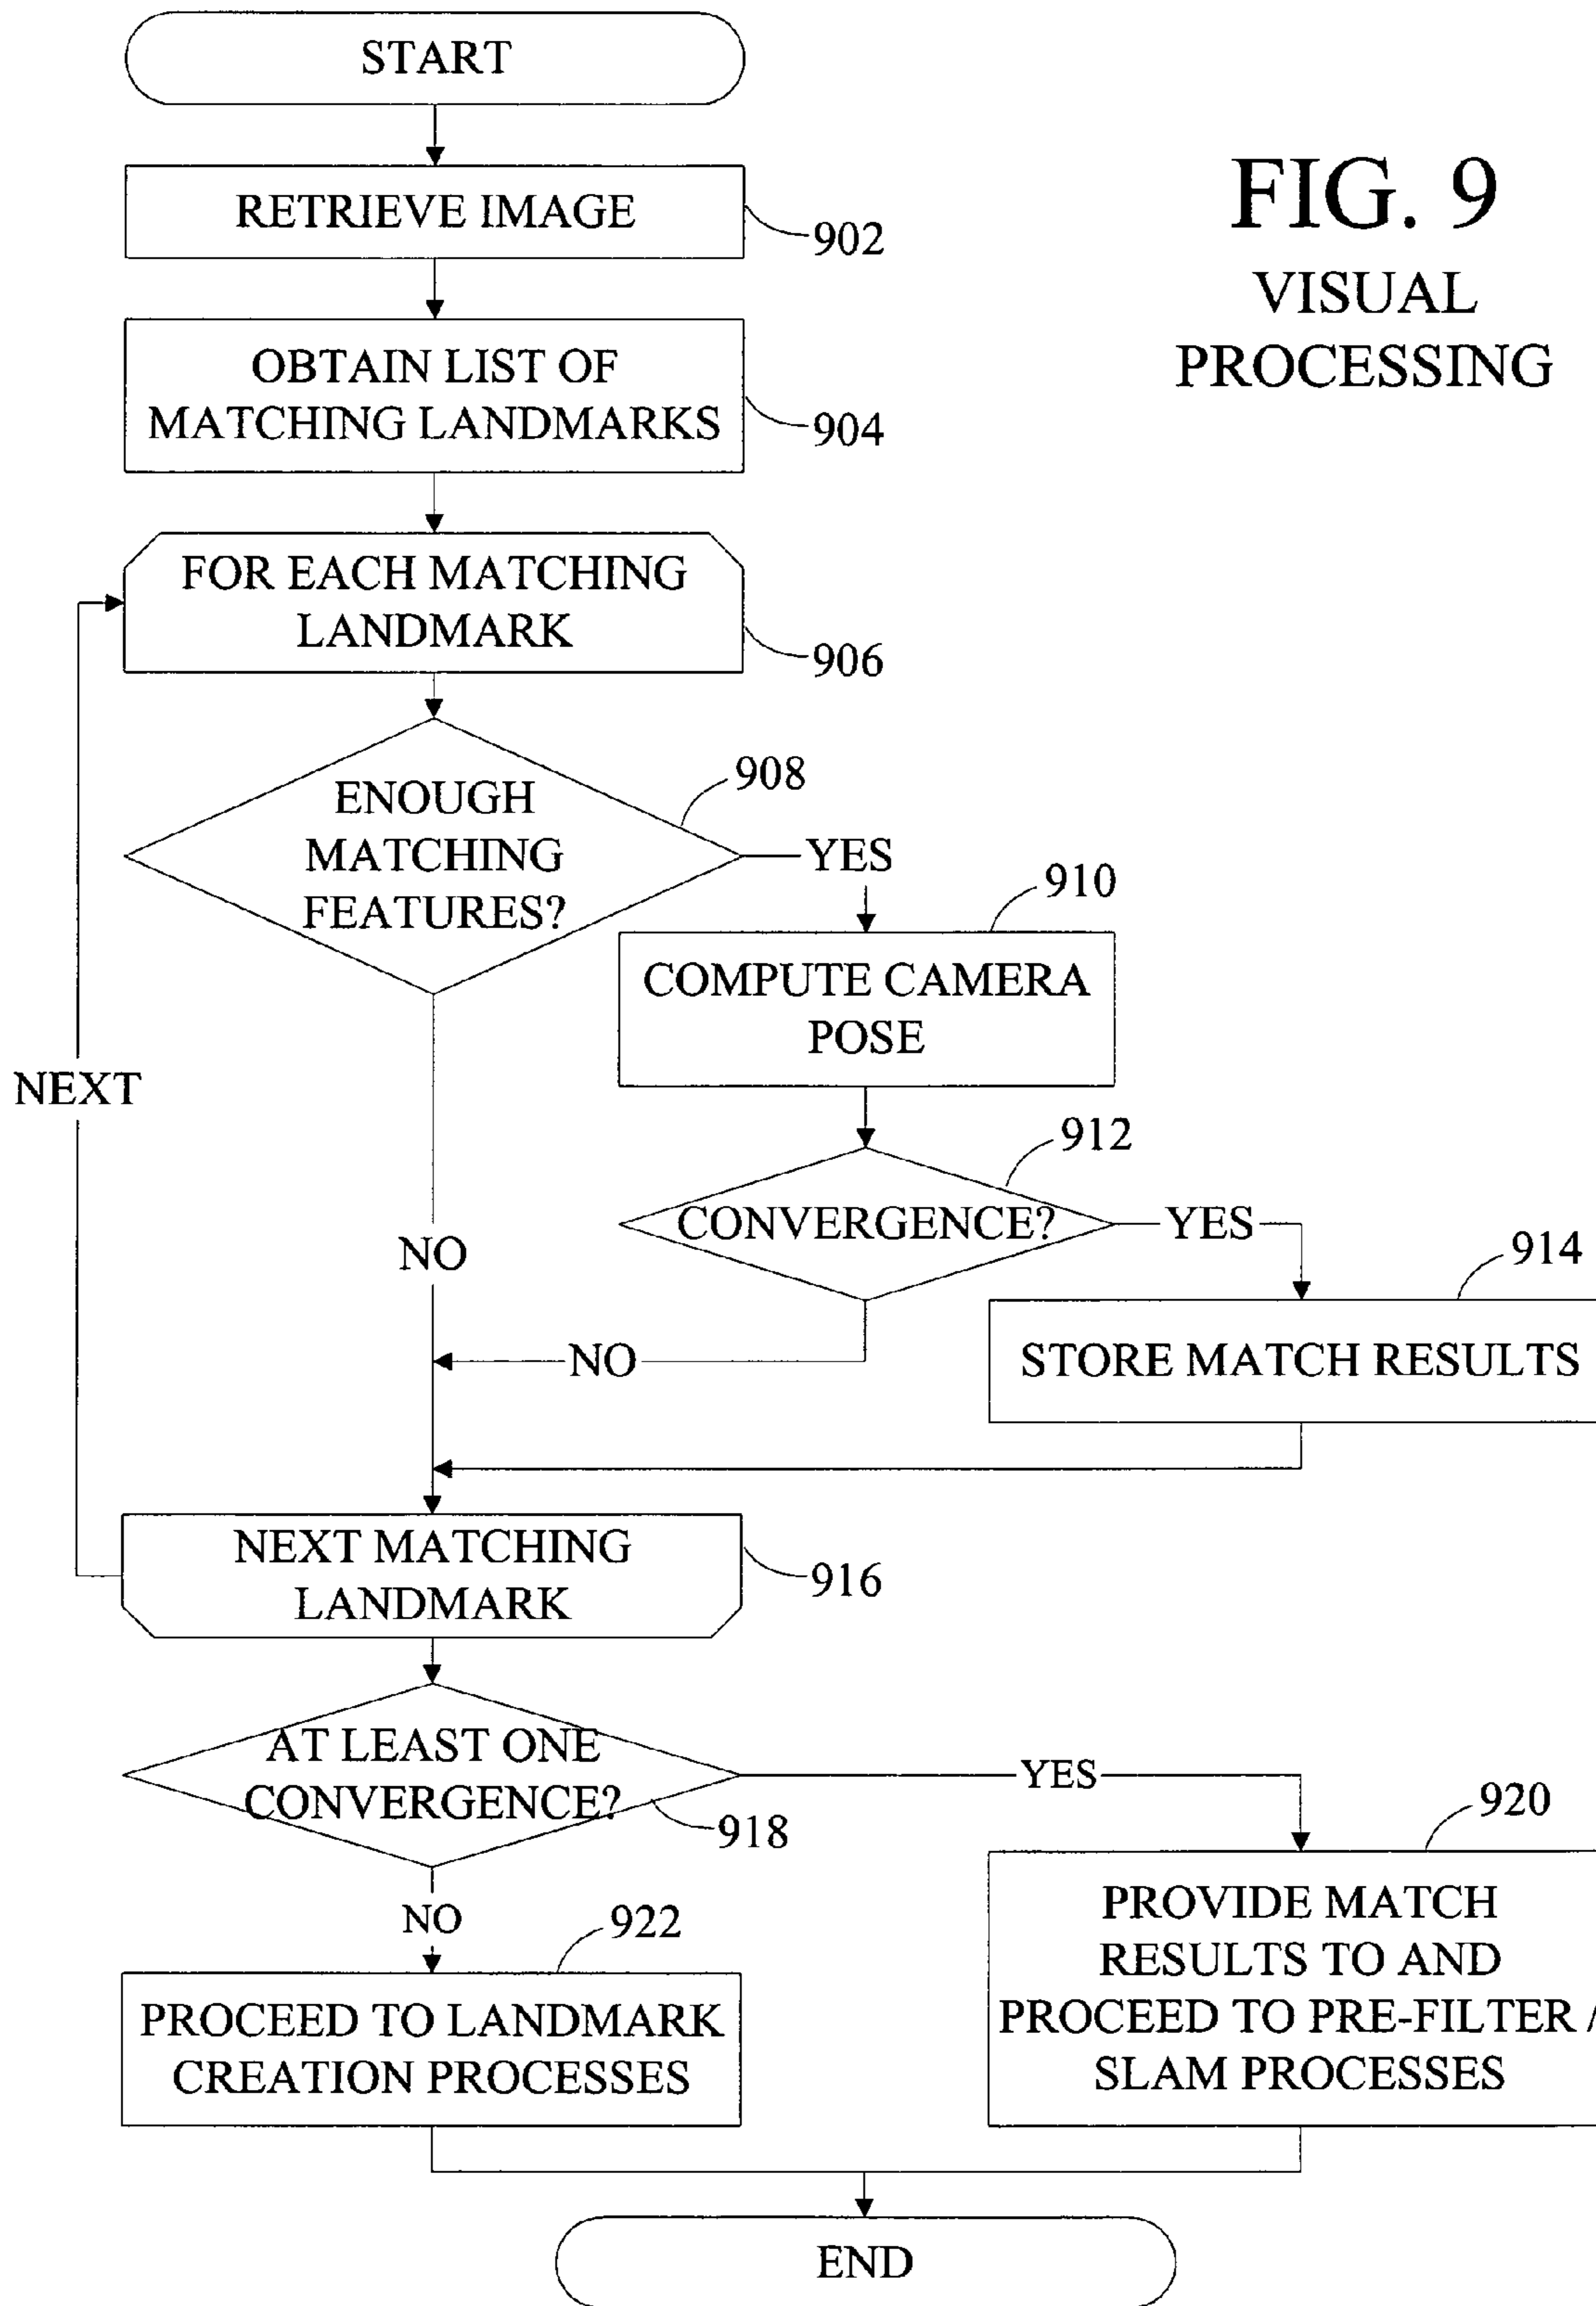 START
FIG. 9
VISUAL
PROCESSING
RETRIEVE IMAGE
902
OBTAIN LIST OF
MATCHING LANDMARKS
904
FOR EACH MATCHING
LANDMARK
906
ENOUGH
MATCHING
FEATURES?
908
YES
910
COMPUTE CAMERA
POSE
NEXT
912
CONVERGENCE?
YES
NO
914
STORE MATCH RESULTS
NO
NEXT MATCHING
LANDMARK
916
AT LEAST ONE
CONVERGENCE?
918
YES
920
PROVIDE MATCH
RESULTS TO AND
PROCEED TO PRE-FILTER /
SLAM PROCESSES
NO
922
PROCEED TO LANDMARK
CREATION PROCESSES
END